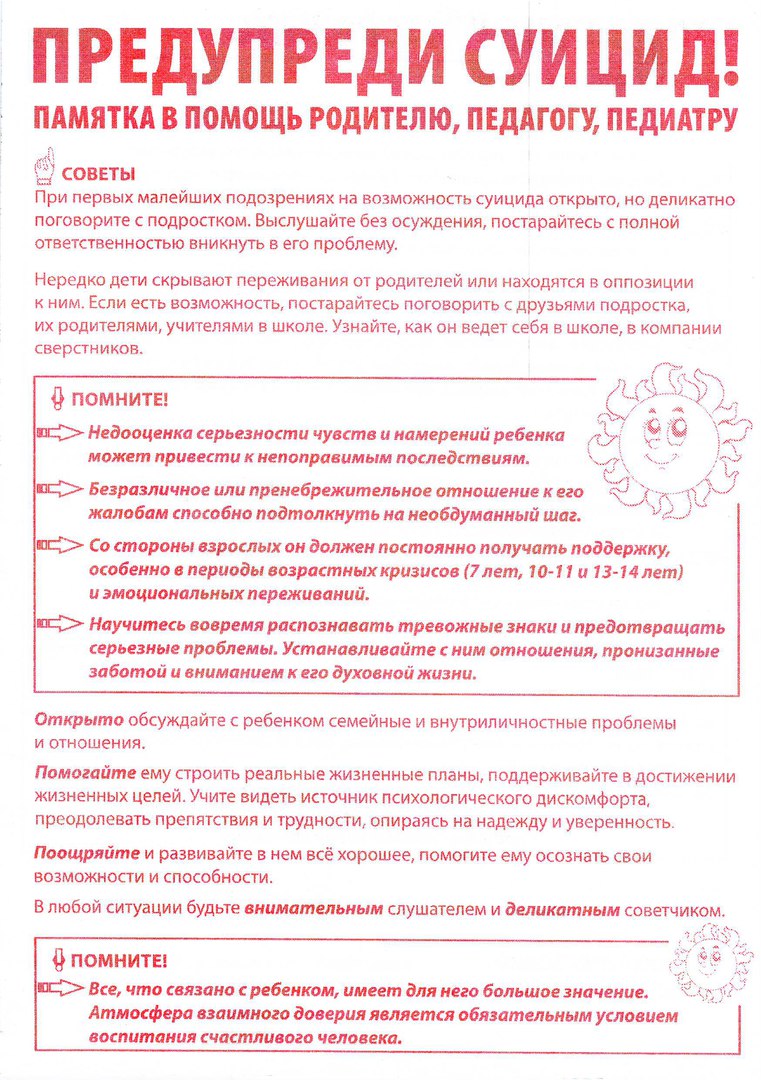 ПРЕДУПРЕДИ СУИЦИД!
ПАМЯТКА В ПОМОЩЬ РОДИТЕЛЮ, ПЕДАГОГУ, ПЕДИАТРУ
СОВЕТЫ
При первых малейших подозрениях на возможность суицида открыто, но деликатно
поговорите с подростком. Выслушайте без осуждения, постарайтесь с полной
ответственностью вникнуть в его проблему.
Нередко дети скрывают переживания от родителей или находятся в оппозиции
к ним. Если есть возможность, постарайтесь поговорить с друзьями подростка,
их родителями, учителями в школе. Узнайте, как он ведет себя в школе, в компании
сверстников.
ПОМНИТЕ!
Недооценка серьезности чувств и намерений ребенка
может привести к непоправимым последствиям.
Безразличное или пренебрежительное отношение к его
жалобам способно подтолкнуть на необдуманный шаг.
Со стороны взрослых он должен постоянно получать поддержку,
особенно в периоды возрастных кризисов (7 лет, 10-11 и 13-14 лет)
и эмоциональных переживаний.
Научитесь вовремя распознавать тревожные знаки и предотвращать
серьезные проблемы. Устанавливайте с ним отношения, пронизанные
заботой и вниманием к его духовной жизни.
Открыто обсуждайте с ребенком семейные и внутриличностные проблемы
и отношения.
Помогайте ему строить реальные жизненные планы, поддерживайте в достижении
жизненных целей. Учите видеть источник психологического дискомфорта,
преодолевать препятствия и трудности, опираясь на надежду и уверенность.
Поощряйте и развивайте в нем всё хорошее, помогите ему осознать свои
возможности и способности.
В любой ситуации будьте внимательным слушателем и деликатным советчиком.
ПОМНИТЕ!
Все, что связано с ребенком, имеет для него большое значение.
Атмосфера взаимного доверия является обязательным условием
воспитания счастливого человека.